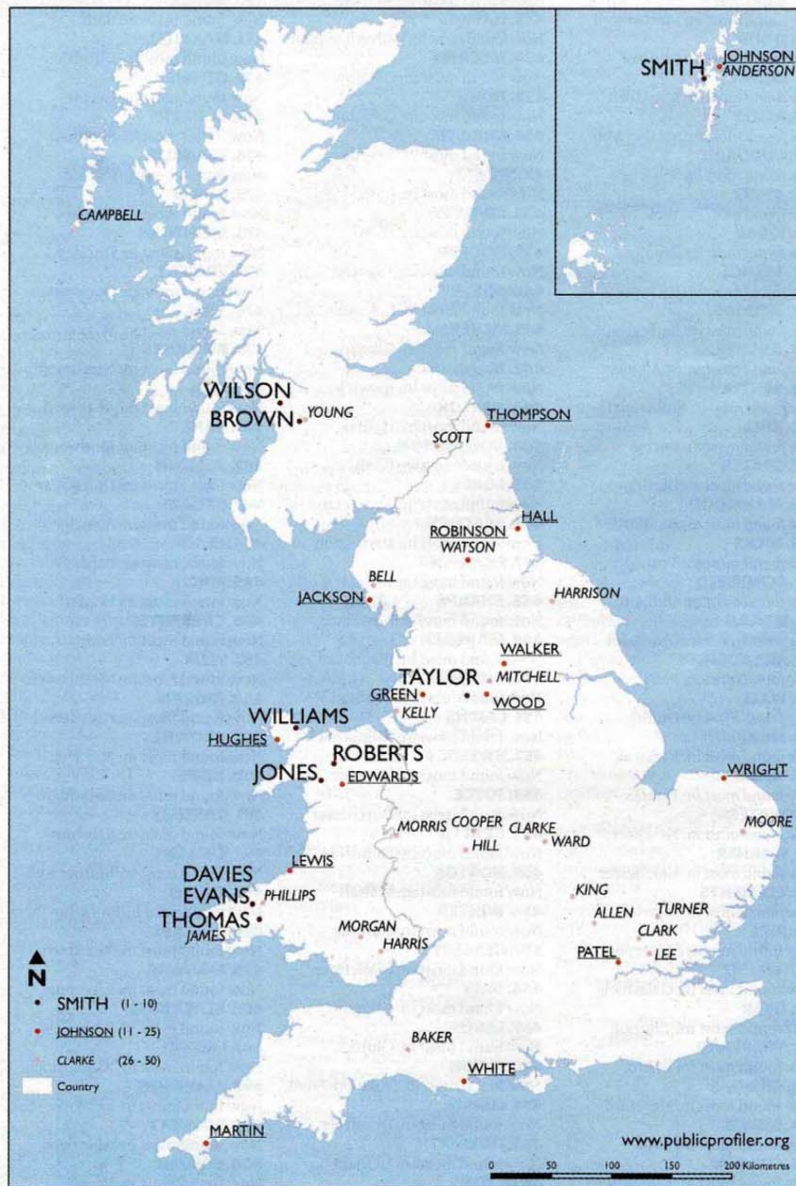 SMITH
JOHNSON
ANDERSON
CAMPBELL
WILSON
BROWN
YOUNG
THOMPSON
SCOTT
HALL
ROBINSON
WATSON
BELL
JACKSON
HARRISON
WALKER
TAYLOR
MITCHELL
GREEN
WOOD
KELLY
WILLIAMS
HUGHES
ROBERTS
JONES
EDWARDS
WRIGHT
MORRIS
COOPER
CLARKE
WARD
MOORE
HILL
LEWIS
DAVIES
EVANS
PHILLIPS
THOMAS
JAMES
KING
ALLEN
TURNER
MORGAN
CLARK
HARRIS
PATEL
LEE
N
SMITH (1 - 10)
JOHNSON (11 - 25)
CLARKE (26 - 50)
Country
BAKER
WHITE
MARTIN
www.publicprofiler.org
0 50 100 200 Kilometres